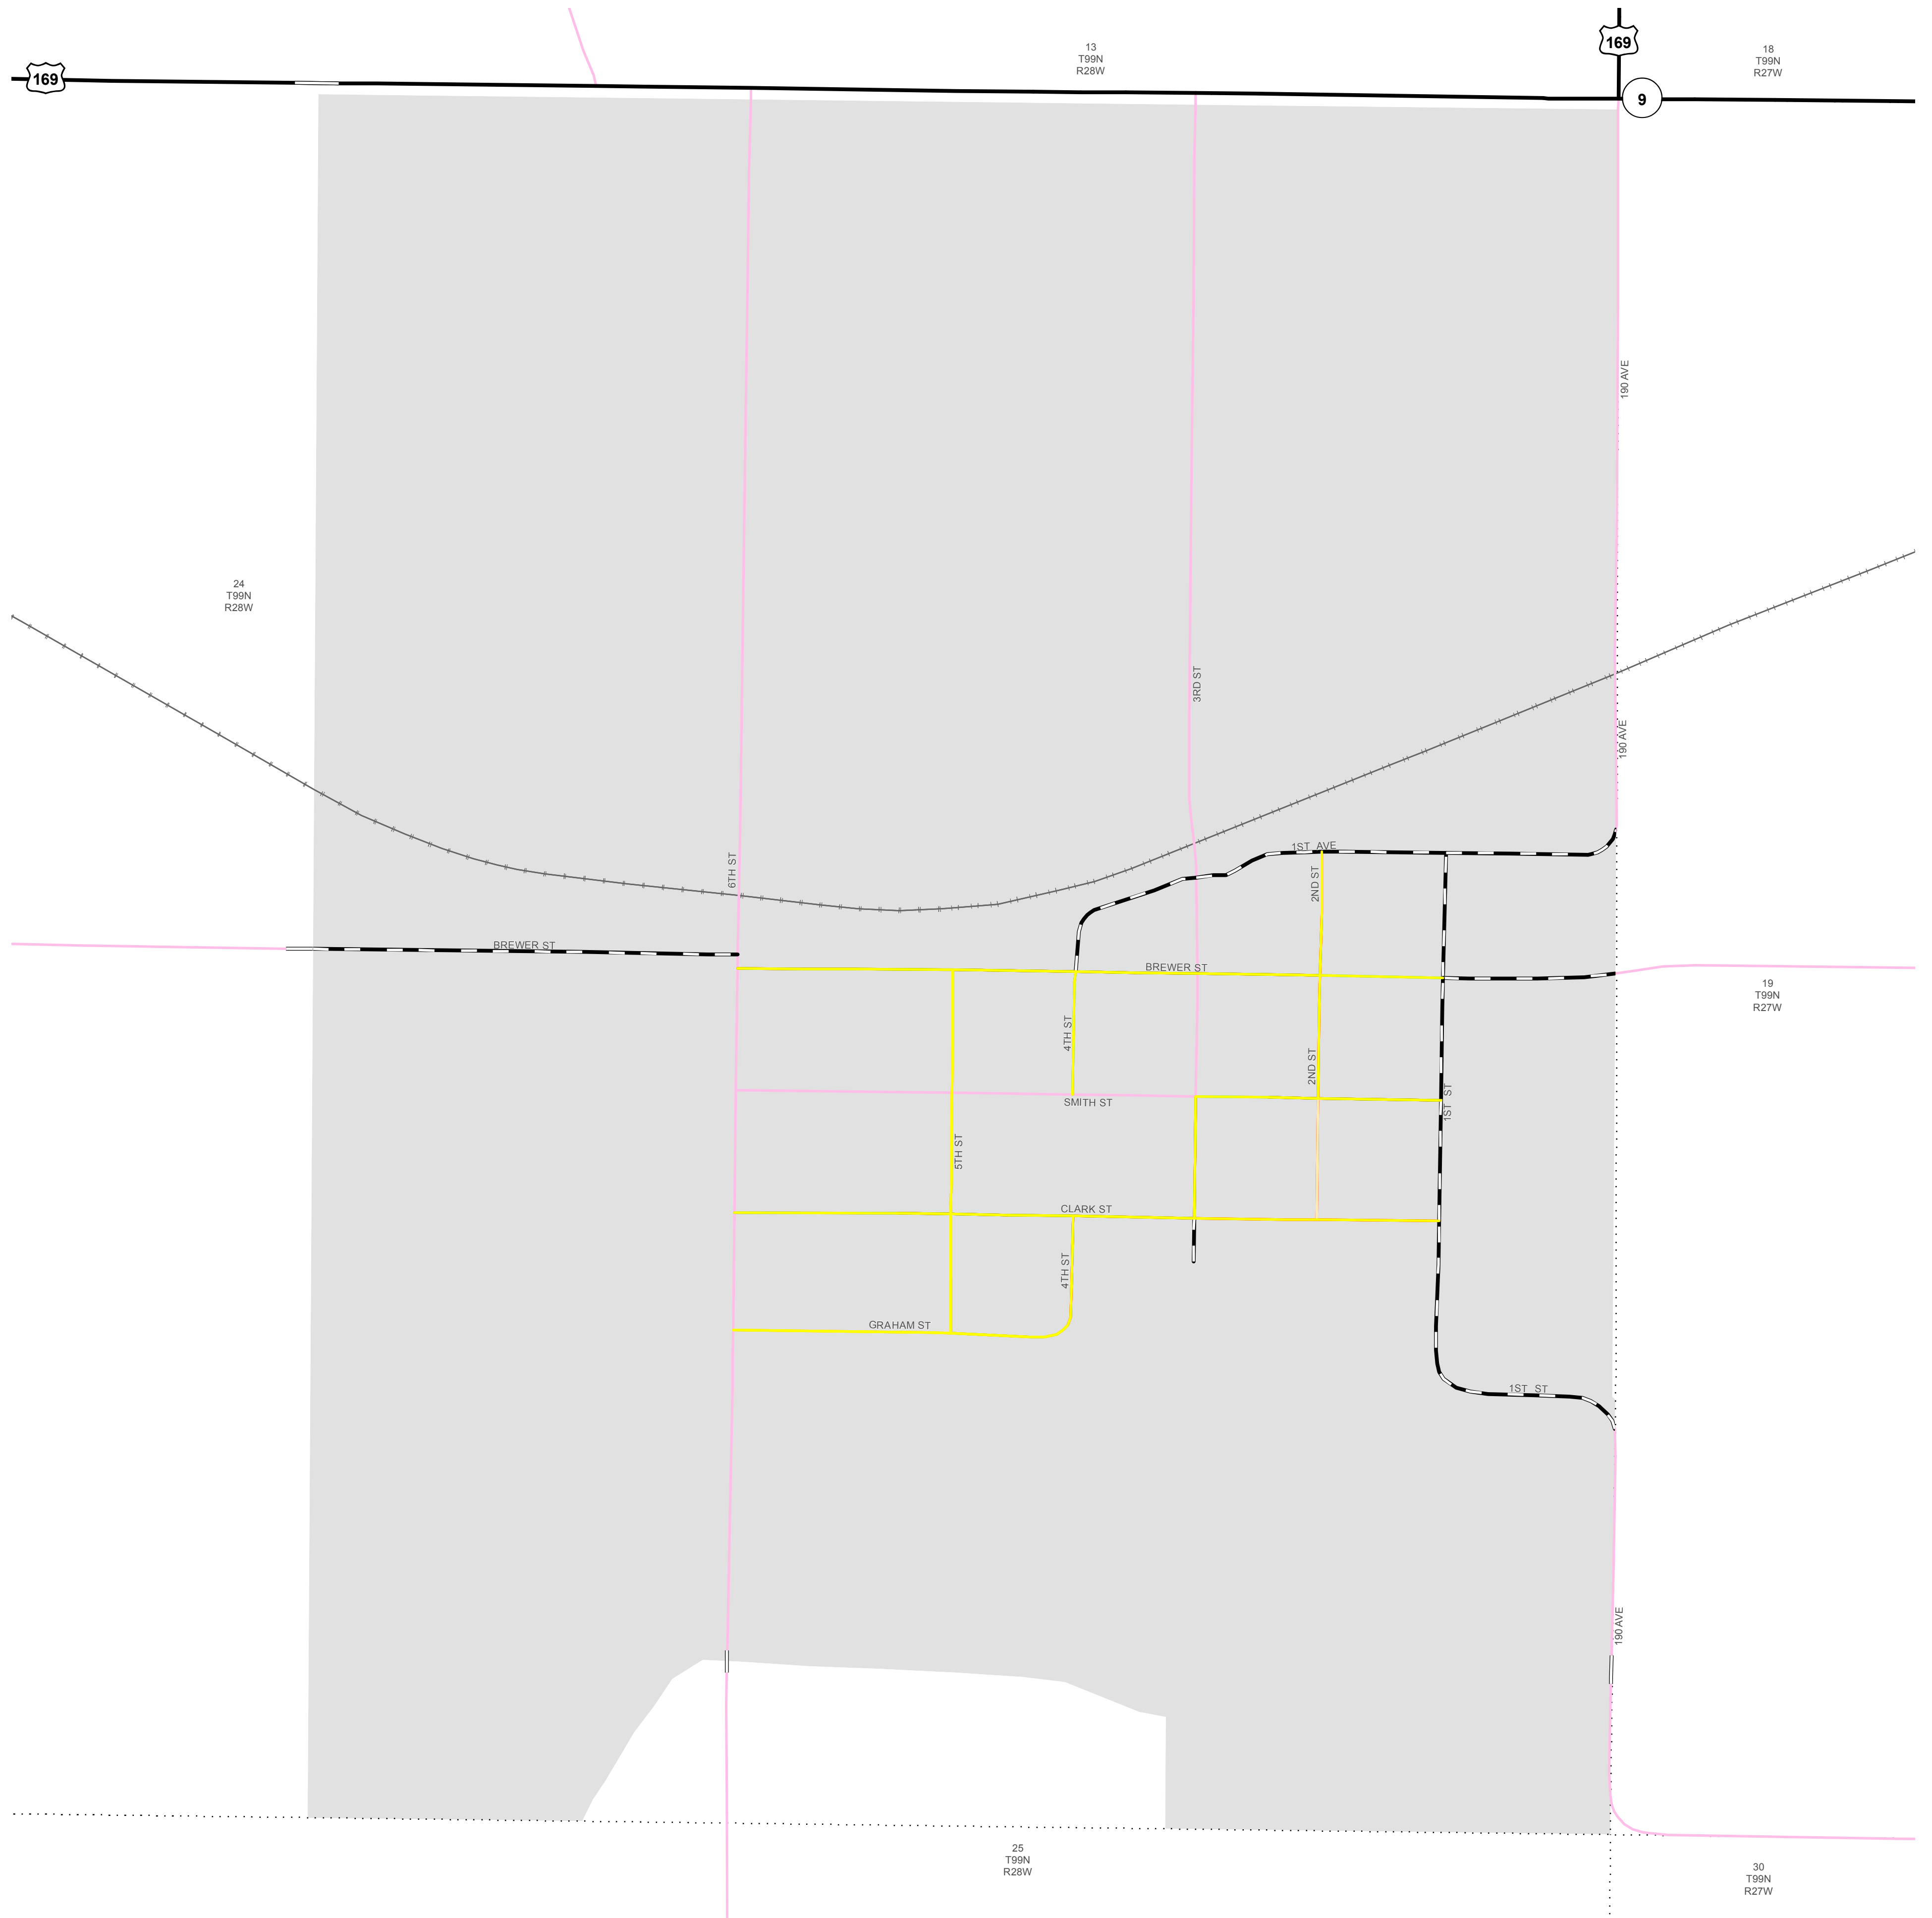 13
T99N
R28W
169
18
T99N
R27W
169
9
190 AVE
24
T99N
R28W
3RD ST
190 AVE
1ST AVE
6TH ST
2ND ST
BREWER ST
BREWER ST
19
T99N
R27W
4TH ST
2ND ST
SMITH ST
1ST ST
5TH ST
CLARK ST
4TH ST
GRAHAM ST
1ST ST
190 AVE
25
T99N
R28W
30
T99N
R27W